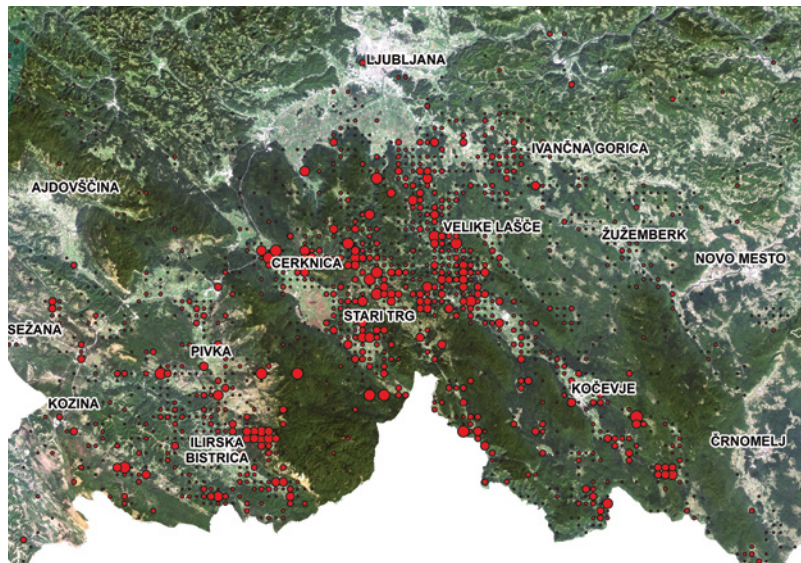 LJUBLJANA
IVANČNA GORICA
AJDOVŠČINA
VELIKE LAŠČE
ŽUŽEMBERK
CERKNICA
NOVO MESTO
STARI TRG
SEŽANA
PIVKA
KOČEVJE
KOZINA
ILIRSKA
BISTRICA
ČRNOMELJ